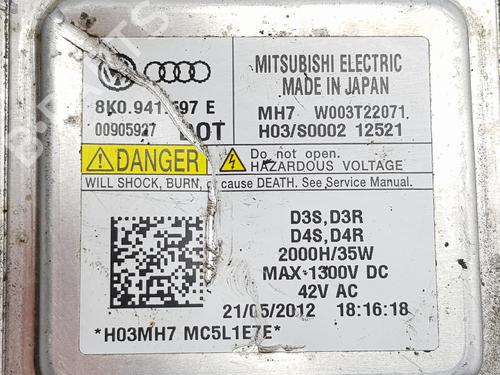 MITSUBISHI ELECTRIC
MADE IN JAPAN
8K0.941. 97 E
00905927
MH7 W003T22071
H03/S0002 12521
DANGER
Do not open.
HAZARDOUS VOLTAGE
WILL SHOCK, BURN, or cause DEATH. See Service Manual.
D3S,D3R
D4S,D4R
2000H/35W
MAX 1300V DC
42V AC
21/05/2012 18:16:18
*H03MH7 MC5L1E7E*